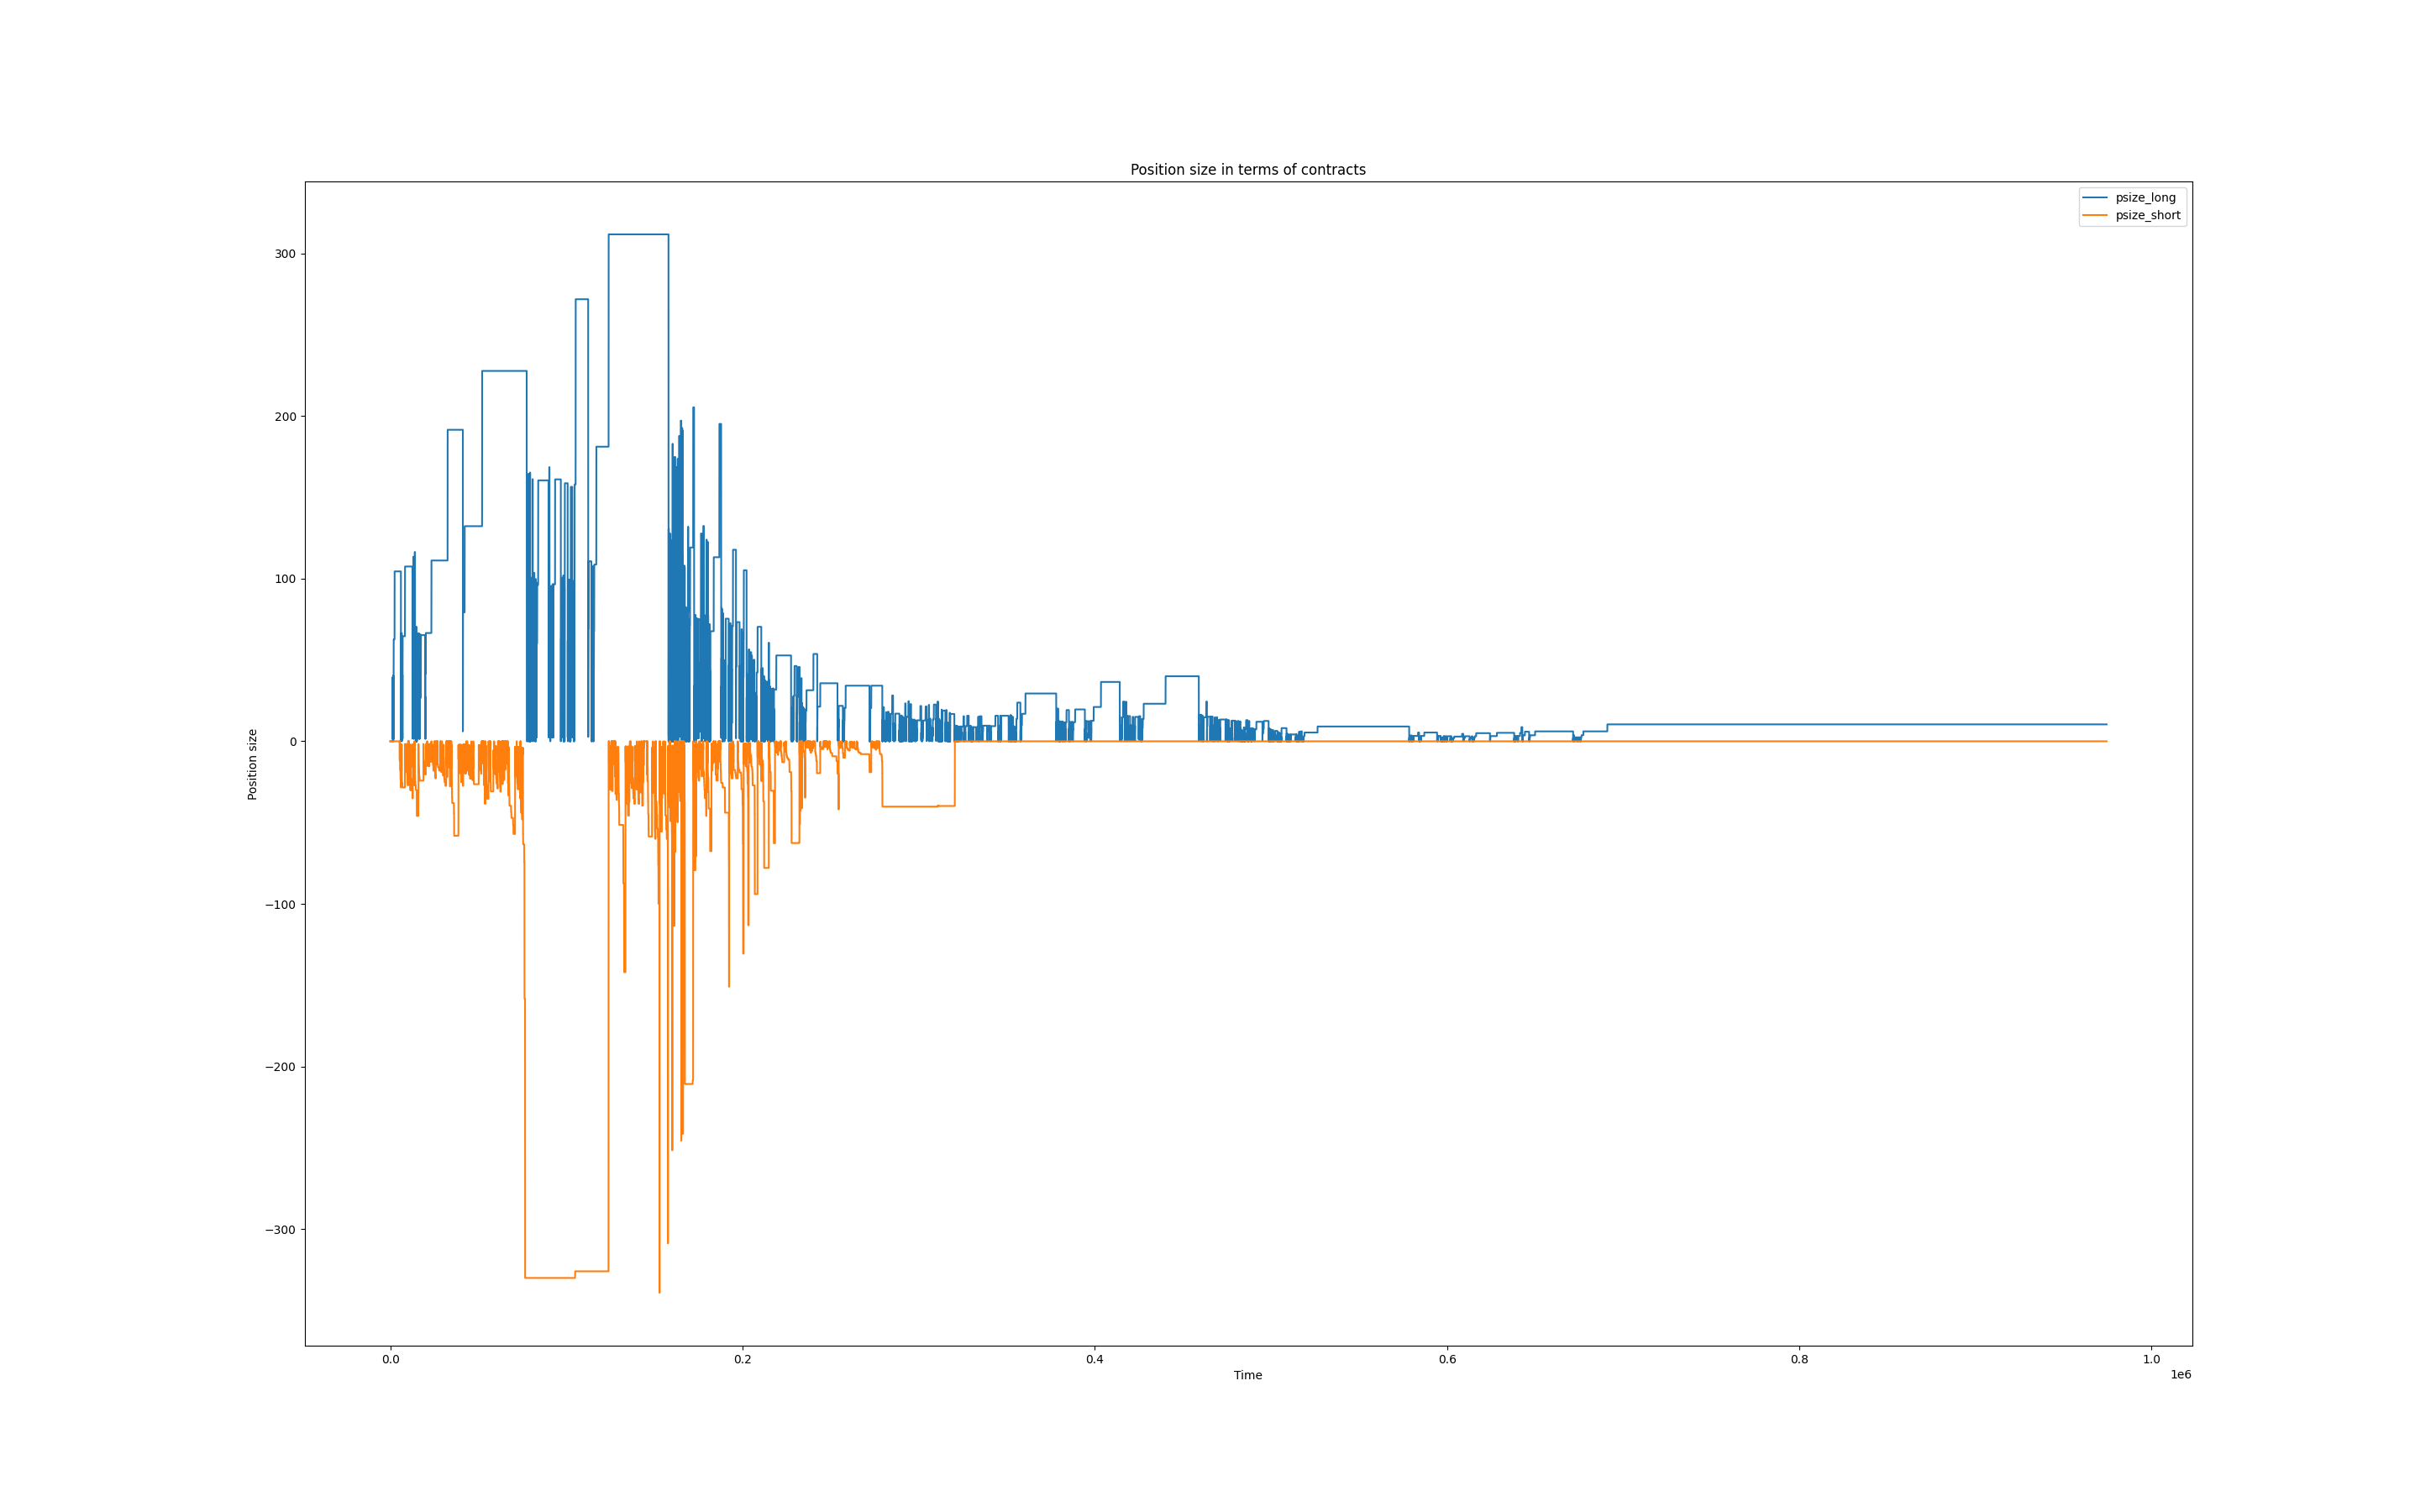 Position size in terms of contracts
psize_long
psize_short
Position size
300
200
100
0
−100
−200
−300
0.0
0.2
0.4
0.6
0.8
1.0
Time
1e6